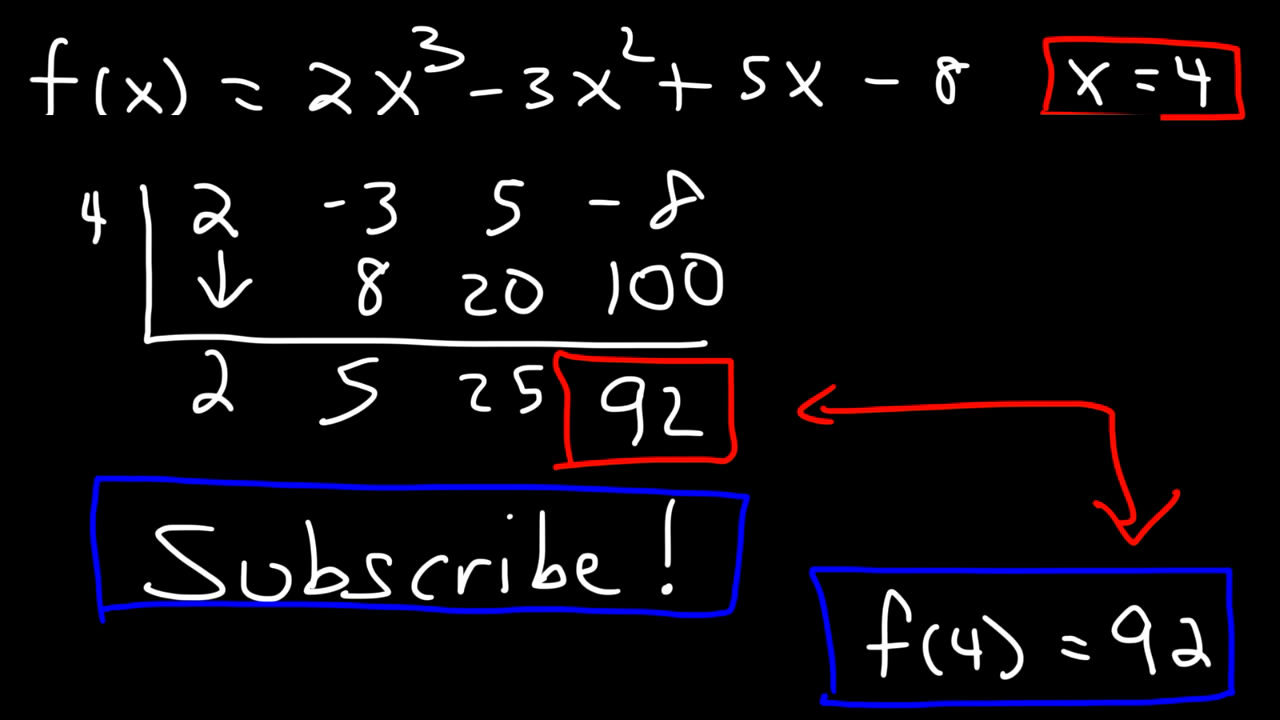 f(x) = 2x³ - 3x² + 5x - 8 x = 4
4 2 -3 5 -8
↓ 8 20 100
2 5 25 92
Subscribe!
f(4) = 92